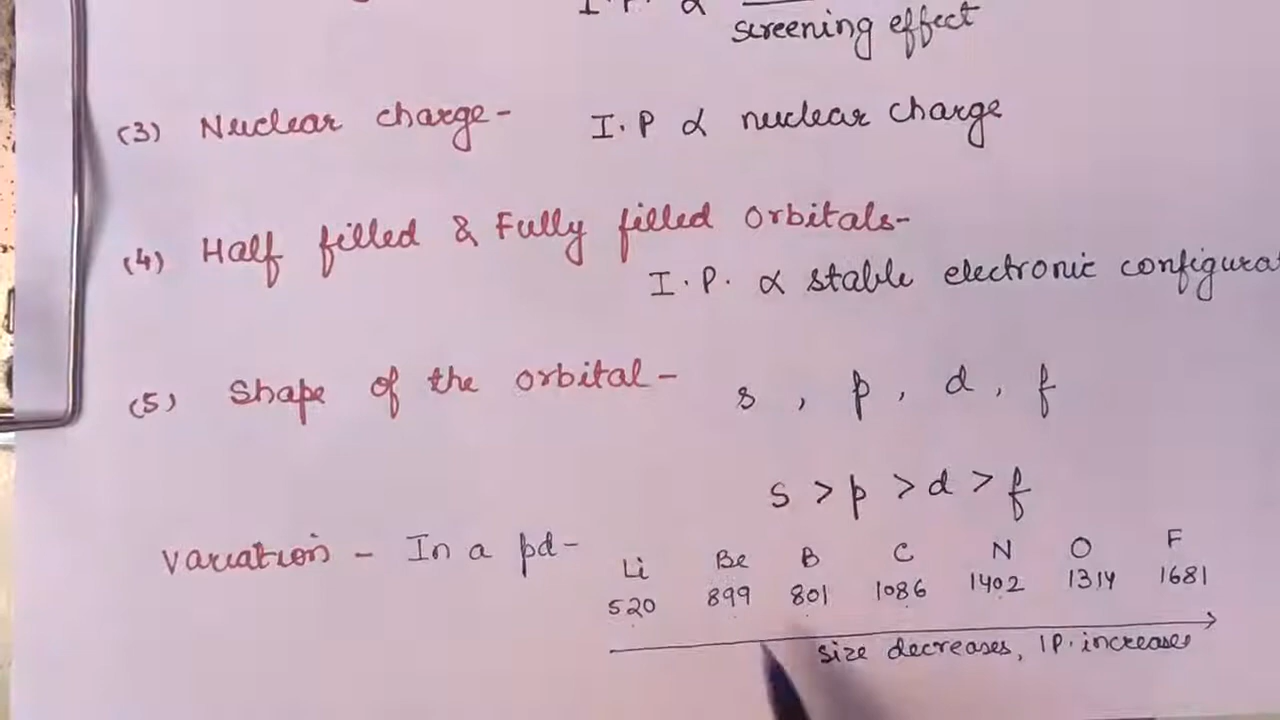 I.P. α
screening effect
(3) Nuclear charge- I.P α nuclear charge
(4) Half filled & Fully filled orbitals-
I.P. α stable electronic configura
(5) Shape of the orbital- s, p, d, f
s > p > d > f
Variation - In a pd-
Li Be B C N O F
520 899 801 1086 1402 1314 1681
size decreases, IP. increases